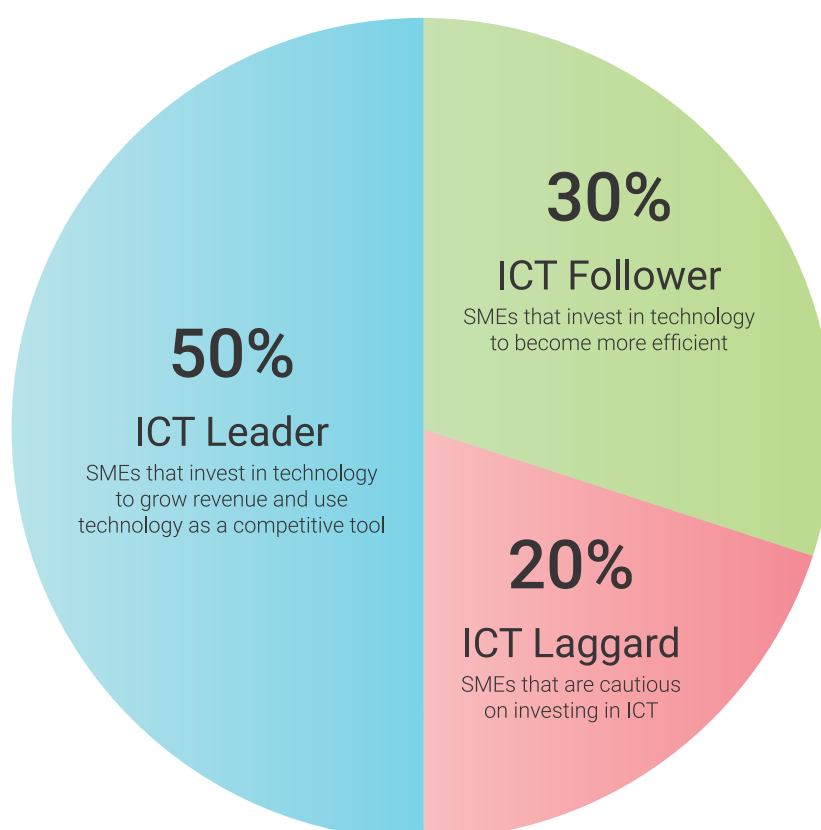 50%
ICT Leader
SMEs that invest in technology
to grow revenue and use
technology as a competitive tool
30%
ICT Follower
SMEs that invest in technology
to become more efficient
20%
ICT Laggard
SMEs that are cautious
on investing in ICT